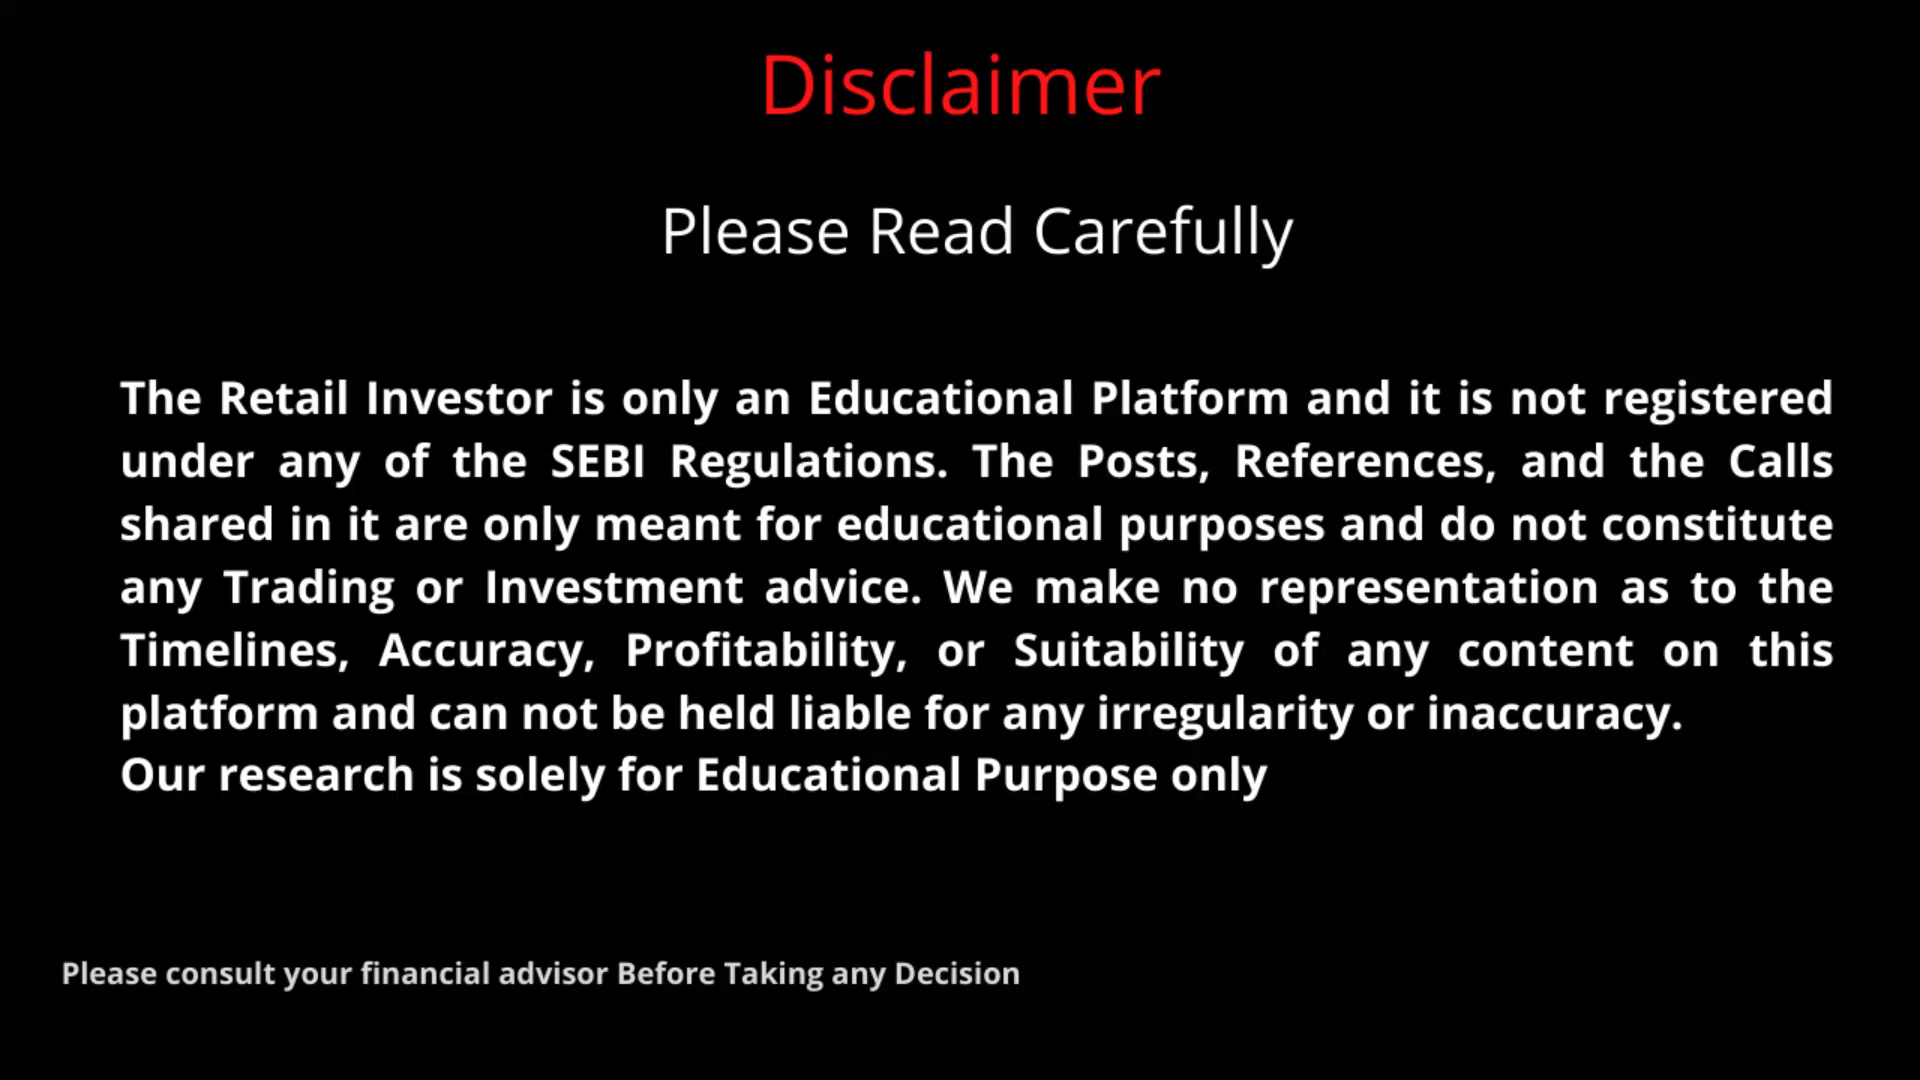 Disclaimer
Please Read Carefully
The Retail Investor is only an Educational Platform and it is not registered
under any of the SEBI Regulations. The Posts, References, and the Calls
shared in it are only meant for educational purposes and do not constitute
any Trading or Investment advice. We make no representation as to the
Timelines, Accuracy, Profitability, or Suitability of any content on this
platform and can not be held liable for any irregularity or inaccuracy.
Our research is solely for Educational Purpose only
Please consult your financial advisor Before Taking any Decision